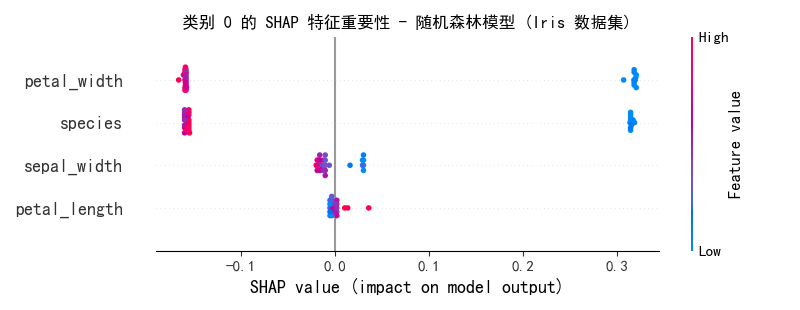 类别 0 的 SHAP 特征重要性 - 随机森林模型 (Iris 数据集)
High
petal_width
species
sepal_width
petal_length
Feature value
Low
-0.1 0.0 0.1 0.2 0.3
SHAP value (impact on model output)